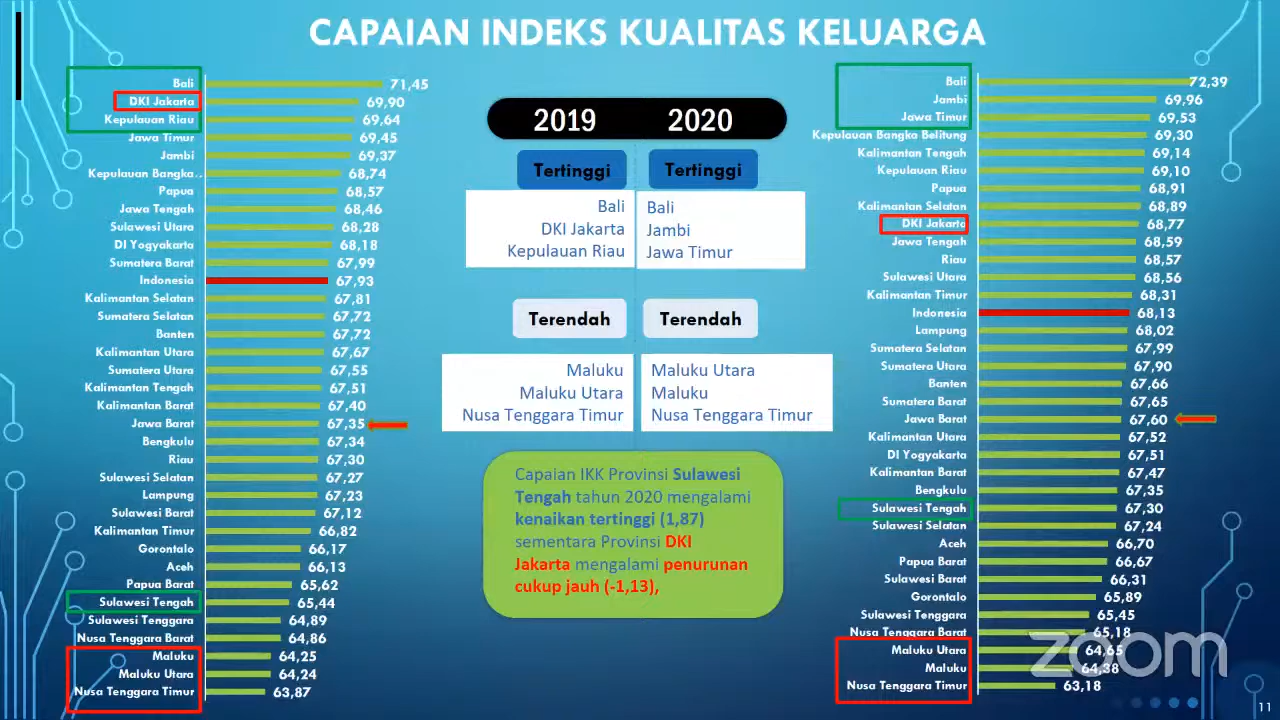 CAPAIAN INDEKS KUALITAS KELUARGA
Bali 71,45
DKI Jakarta 69,90
Kepulauan Riau 69,64
Jawa Timur 69,45
Jambi 69,37
Kepulauan Bangka.. 68,74
Papua 68,57
Jawa Tengah 68,46
Sulawesi Utara 68,28
DI Yogyakarta 68,18
Sumatera Barat 67,99
Indonesia 67,93
Kalimantan Selatan 67,81
Sumatera Selatan 67,72
Banten 67,72
Kalimantan Utara 67,67
Sumatera Utara 67,55
Kalimantan Tengah 67,51
Kalimantan Barat 67,40
Jawa Barat 67,35
Bengkulu 67,34
Riau 67,30
Sulawesi Selatan 67,27
Lampung 67,23
Sulawesi Barat 67,12
Kalimantan Timur 66,82
Gorontalo 66,17
Aceh 66,13
Papua Barat 65,62
Sulawesi Tengah 65,44
Sulawesi Tenggara 64,89
Nusa Tenggara Barat 64,86
Maluku 64,25
Maluku Utara 64,24
Nusa Tenggara Timur 63,87
2019 2020
Tertinggi Tertinggi
Bali Bali
DKI Jakarta Jambi
Kepulauan Riau Jawa Timur
Terendah Terendah
Maluku Maluku Utara
Maluku Utara Maluku
Nusa Tenggara Timur Nusa Tenggara Timur
Capaian IKK Provinsi Sulawesi
Tengah tahun 2020 mengalami
kenaikan tertinggi (1,87)
sementara Provinsi DKI
Jakarta mengalami penurunan
cukup jauh (-1,13),
Bali 72,39
Jambi 69,96
Jawa Timur 69,53
Kepulauan Bangka Belitung 69,30
Kalimantan Tengah 69,14
Kepulauan Riau 69,10
Papua 68,91
Kalimantan Selatan 68,89
DKI Jakarta 68,77
Jawa Tengah 68,59
Riau 68,57
Sulawesi Utara 68,56
Kalimantan Timur 68,31
Indonesia 68,13
Lampung 68,02
Sumatera Selatan 67,99
Sumatera Utara 67,90
Banten 67,66
Sumatera Barat 67,65
Jawa Barat 67,60
Kalimantan Utara 67,52
DI Yogyakarta 67,51
Kalimantan Barat 67,47
Bengkulu 67,35
Sulawesi Tengah 67,30
Sulawesi Selatan 67,24
Aceh 66,70
Papua Barat 66,67
Sulawesi Barat 66,31
Gorontalo 65,89
Sulawesi Tenggara 65,45
Nusa Tenggara Barat 65,18
Maluku Utara 64,65
Maluku 64,38
Nusa Tenggara Timur 63,18
zoom
11